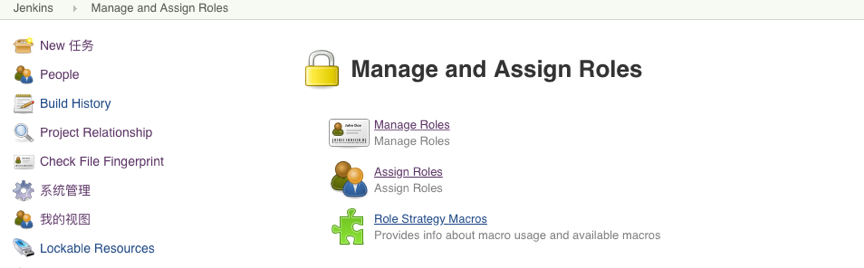 Jenkins Manage and Assign Roles
New 任务
People
Build History
Project Relationship
Check File Fingerprint
系统管理
我的视图
Lockable Resources
Manage and Assign Roles
Manage Roles
Manage Roles
Assign Roles
Assign Roles
Role Strategy Macros
Provides info about macro usage and available macros